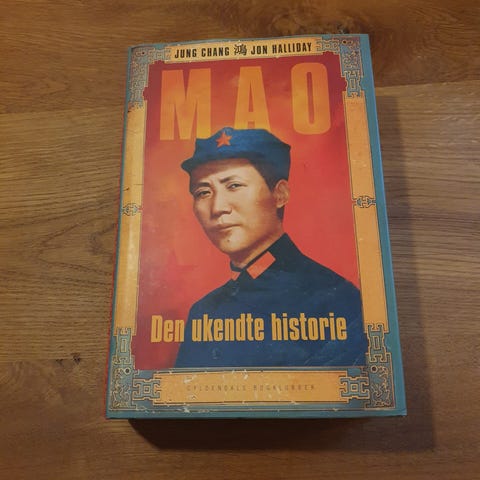 JUNG CHANG 鴻 JON HALLIDAY
MAO
Den ukendte historie
GYLDENDALS BOGKLUBBER